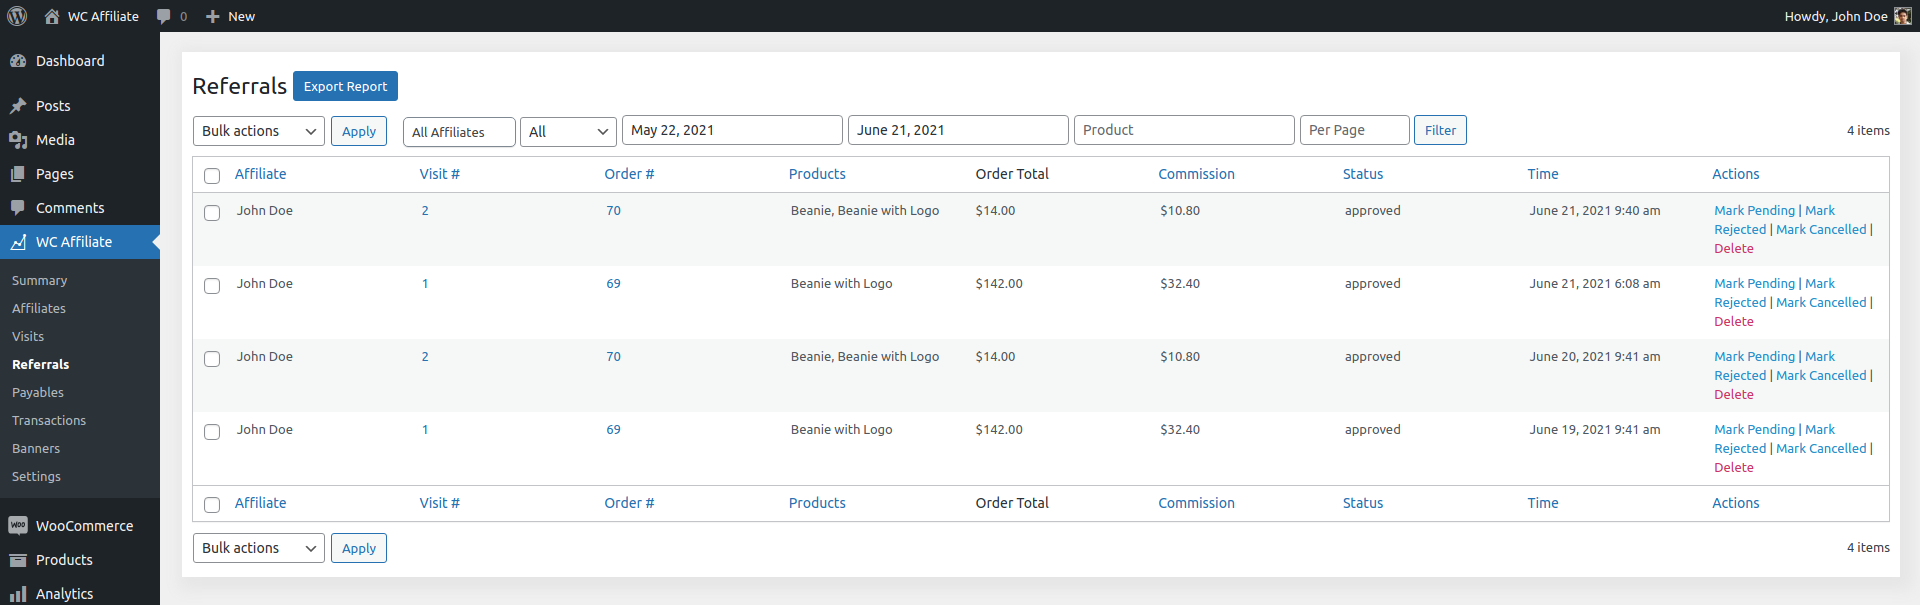 WC Affiliate 0 New Howdy, John Doe
Dashboard
Posts
Media
Pages
Comments
WC Affiliate
Summary
Affiliates
Visits
Referrals
Payables
Transactions
Banners
Settings
WooCommerce
Products
Analytics
Referrals Export Report
Bulk actions Apply All Affiliates All May 22, 2021 June 21, 2021 Product Per Page Filter 4 items
Affiliate Visit # Order # Products Order Total Commission Status Time Actions
John Doe 2 70 Beanie, Beanie with Logo $14.00 $10.80 approved June 21, 2021 9:40 am Mark Pending | Mark
Rejected | Mark Cancelled |
Delete
John Doe 1 69 Beanie with Logo $142.00 $32.40 approved June 21, 2021 6:08 am Mark Pending | Mark
Rejected | Mark Cancelled |
Delete
John Doe 2 70 Beanie, Beanie with Logo $14.00 $10.80 approved June 20, 2021 9:41 am Mark Pending | Mark
Rejected | Mark Cancelled |
Delete
John Doe 1 69 Beanie with Logo $142.00 $32.40 approved June 19, 2021 9:41 am Mark Pending | Mark
Rejected | Mark Cancelled |
Delete
Affiliate Visit # Order # Products Order Total Commission Status Time Actions
Bulk actions Apply 4 items